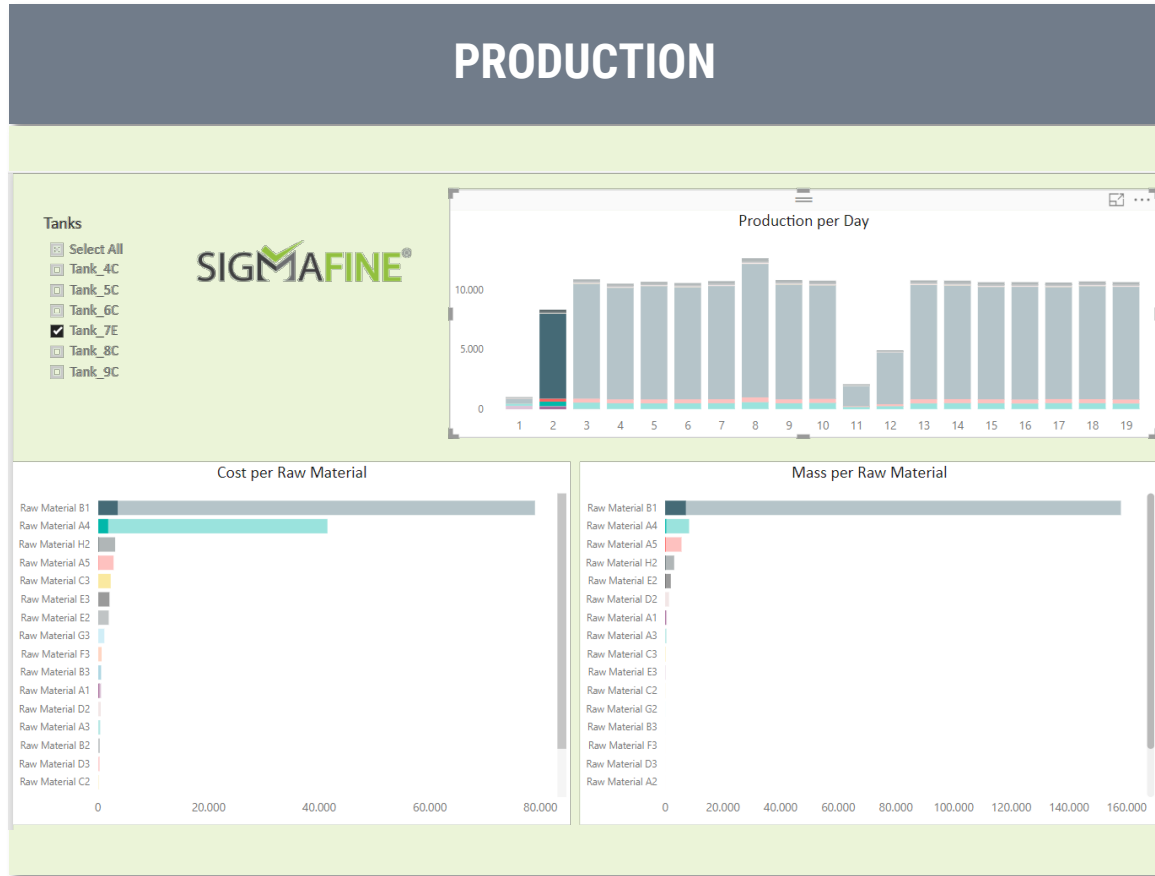 PRODUCTION
Tanks
Select All
Tank_4C
Tank_5C
Tank_6C
Tank_7E
Tank_8C
Tank_9C
SIGMAFINE®
Production per Day
10.000
5.000
0
1 2 3 4 5 6 7 8 9 10 11 12 13 14 15 16 17 18 19
Cost per Raw Material
Raw Material B1
Raw Material A4
Raw Material H2
Raw Material A5
Raw Material C3
Raw Material E3
Raw Material E2
Raw Material G3
Raw Material F3
Raw Material B3
Raw Material A1
Raw Material D2
Raw Material A3
Raw Material B2
Raw Material D3
Raw Material C2
0 20.000 40.000 60.000 80.000
Mass per Raw Material
Raw Material B1
Raw Material A4
Raw Material A5
Raw Material H2
Raw Material E2
Raw Material D2
Raw Material A1
Raw Material A3
Raw Material C3
Raw Material E3
Raw Material C2
Raw Material G2
Raw Material B3
Raw Material F3
Raw Material D3
Raw Material A2
0 20.000 40.000 60.000 80.000 100.000 120.000 140.000 160.000